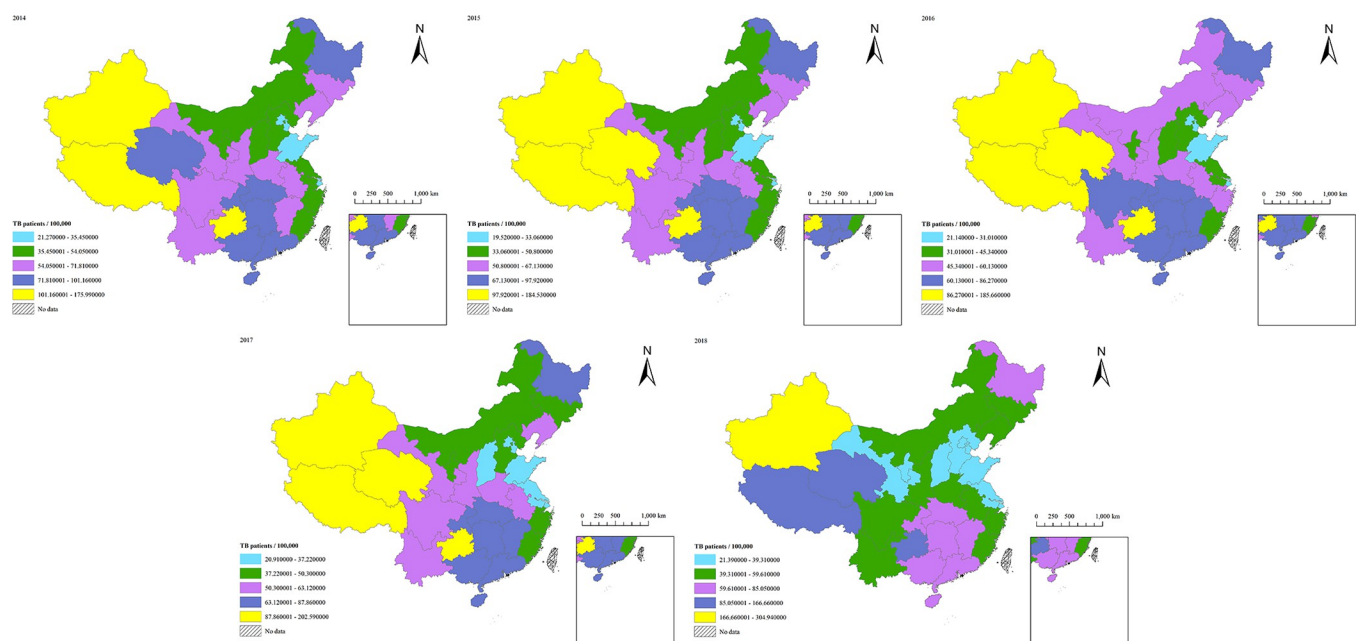 2014
N
0 250 500 1,000 km
TB patients / 100,000
21.270000 - 35.450000
35.450001 - 54.050000
54.050001 - 71.810000
71.810001 - 101.160000
101.160001 - 175.990000
No data
2015
N
0 250 500 1,000 km
TB patients / 100,000
19.520000 - 33.060000
33.060001 - 50.800000
50.800001 - 67.130000
67.130001 - 97.920000
97.920001 - 184.530000
No data
2016
N
0 250 500 1,000 km
TB patients / 100,000
21.140000 - 31.010000
31.010001 - 45.340000
45.340001 - 60.130000
60.130001 - 86.270000
86.270001 - 185.660000
No data
2017
N
0 250 500 1,000 km
TB patients / 100,000
20.910000 - 37.220000
37.220001 - 50.300000
50.300001 - 63.120000
63.120001 - 87.860000
87.860001 - 202.590000
No data
2018
N
0 250 500 1,000 km
TB patients / 100,000
21.390000 - 39.310000
39.310001 - 59.610000
59.610001 - 85.050000
85.050001 - 166.660000
166.660001 - 304.940000
No data